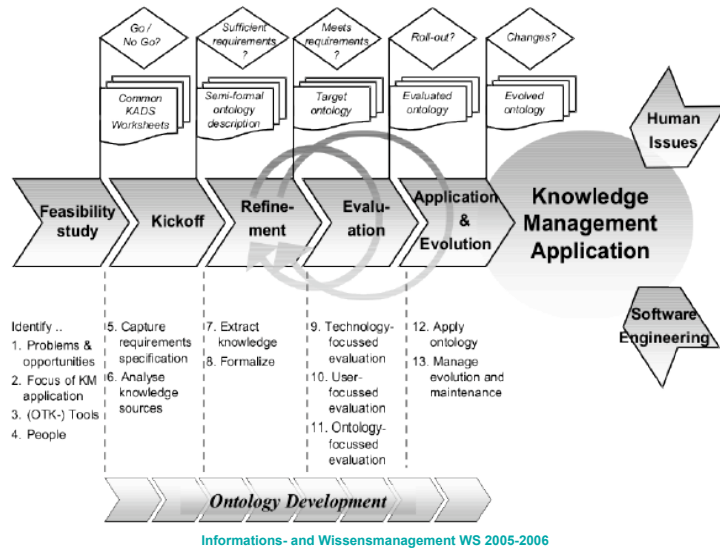 Go /
No Go?
Sufficient
requirements
?
Meets
requirements
?
Roll-out?
Changes?
Common
KADS
Worksheets
Semi-formal
ontology
description
Target
ontology
Evaluated
ontology
Evolved
ontology
Human
Issues
Feasibility
study
Kickoff
Refine-
ment
Evalu-
ation
Application
&
Evolution
Knowledge
Management
Application
Software
Engineering
Identify ..
1. Problems &
opportunities
2. Focus of KM
application
3. (OTK-) Tools
4. People
5. Capture
requirements
specification
6. Analyse
knowledge
sources
7. Extract
knowledge
8. Formalize
9. Technology-
focussed
evaluation
10. User-
focussed
evaluation
11. Ontology-
focussed
evaluation
12. Apply
ontology
13. Manage
evolution and
maintenance
Ontology Development
Informations- and Wissensmanagement WS 2005-2006